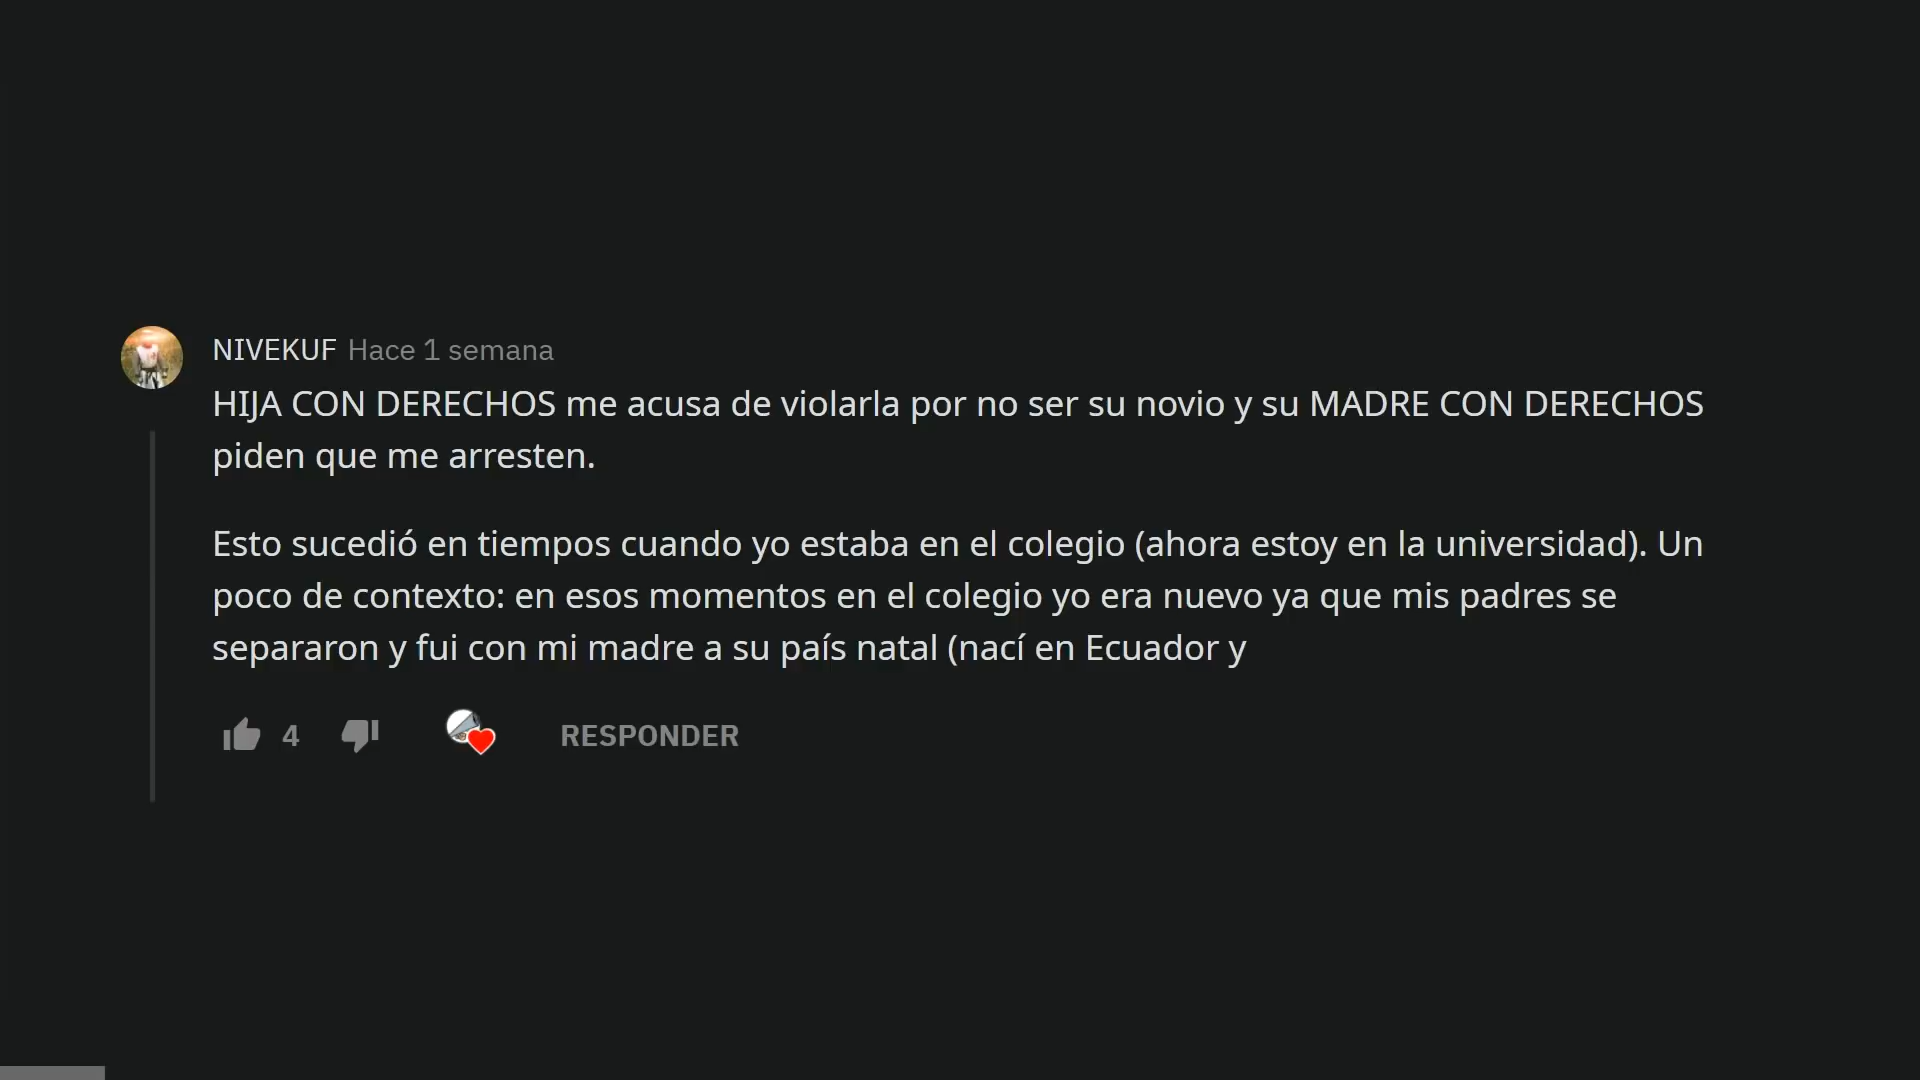 NIVEKUF Hace 1 semana
HIJA CON DERECHOS me acusa de violarla por no ser su novio y su MADRE CON DERECHOS
piden que me arresten.
Esto sucedió en tiempos cuando yo estaba en el colegio (ahora estoy en la universidad). Un
poco de contexto: en esos momentos en el colegio yo era nuevo ya que mis padres se
separaron y fui con mi madre a su país natal (nací en Ecuador y
4 RESPONDER